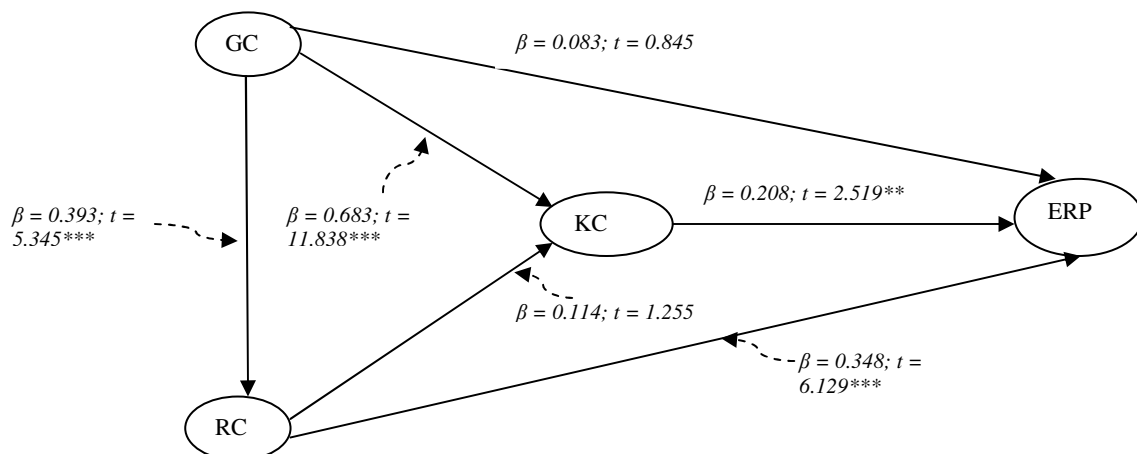 GC
β = 0.083; t = 0.845
β = 0.393; t =
5.345***
β = 0.683; t =
11.838***
β = 0.208; t = 2.519**
ERP
KC
β = 0.114; t = 1.255
β = 0.348; t =
6.129***
RC